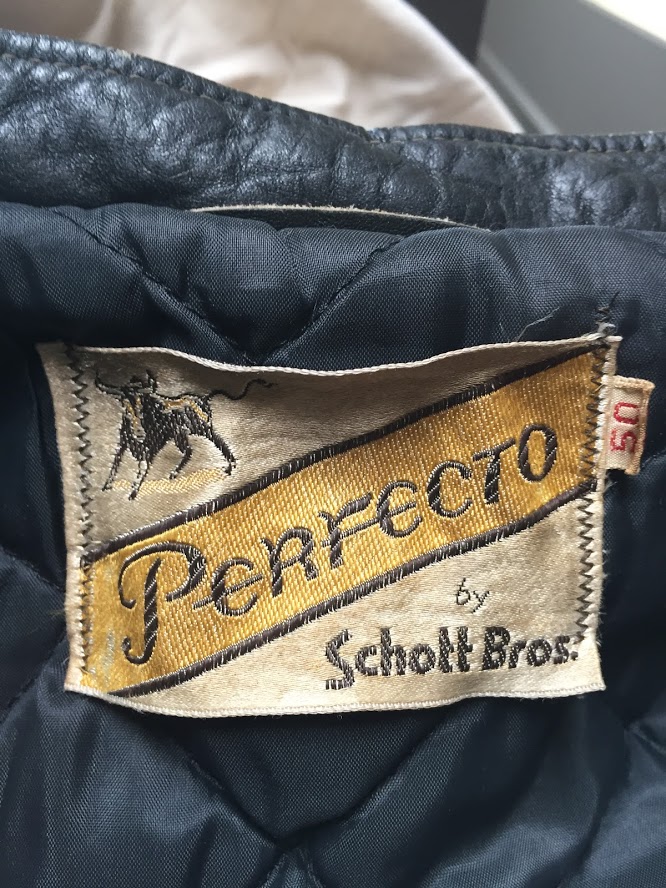 PERFECTO
by
Schott Bros.
50